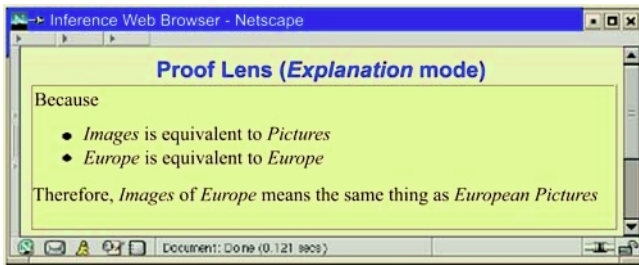 Inference Web Browser - Netscape
Proof Lens (Explanation mode)
Because
• Images is equivalent to Pictures
• Europe is equivalent to Europe
Therefore, Images of Europe means the same thing as European Pictures
Document: Done (0.121 secs)